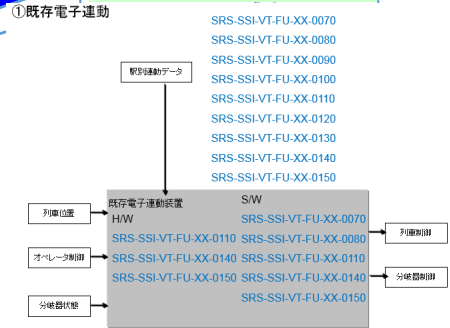 ①既存電子連動
SRS-SSI-VT-FU-XX-0070
SRS-SSI-VT-FU-XX-0080
SRS-SSI-VT-FU-XX-0090
SRS-SSI-VT-FU-XX-0100
SRS-SSI-VT-FU-XX-0110
SRS-SSI-VT-FU-XX-0120
SRS-SSI-VT-FU-XX-0130
SRS-SSI-VT-FU-XX-0140
SRS-SSI-VT-FU-XX-0150
駅別連動データ
既存電子連動装置
H/W
SRS-SSI-VT-FU-XX-0110
SRS-SSI-VT-FU-XX-0140
SRS-SSI-VT-FU-XX-0150
S/W
SRS-SSI-VT-FU-XX-0070
SRS-SSI-VT-FU-XX-0080
SRS-SSI-VT-FU-XX-0110
SRS-SSI-VT-FU-XX-0140
SRS-SSI-VT-FU-XX-0150
列車位置
オペレータ制御
分岐器状態
列車制御
分岐器制御